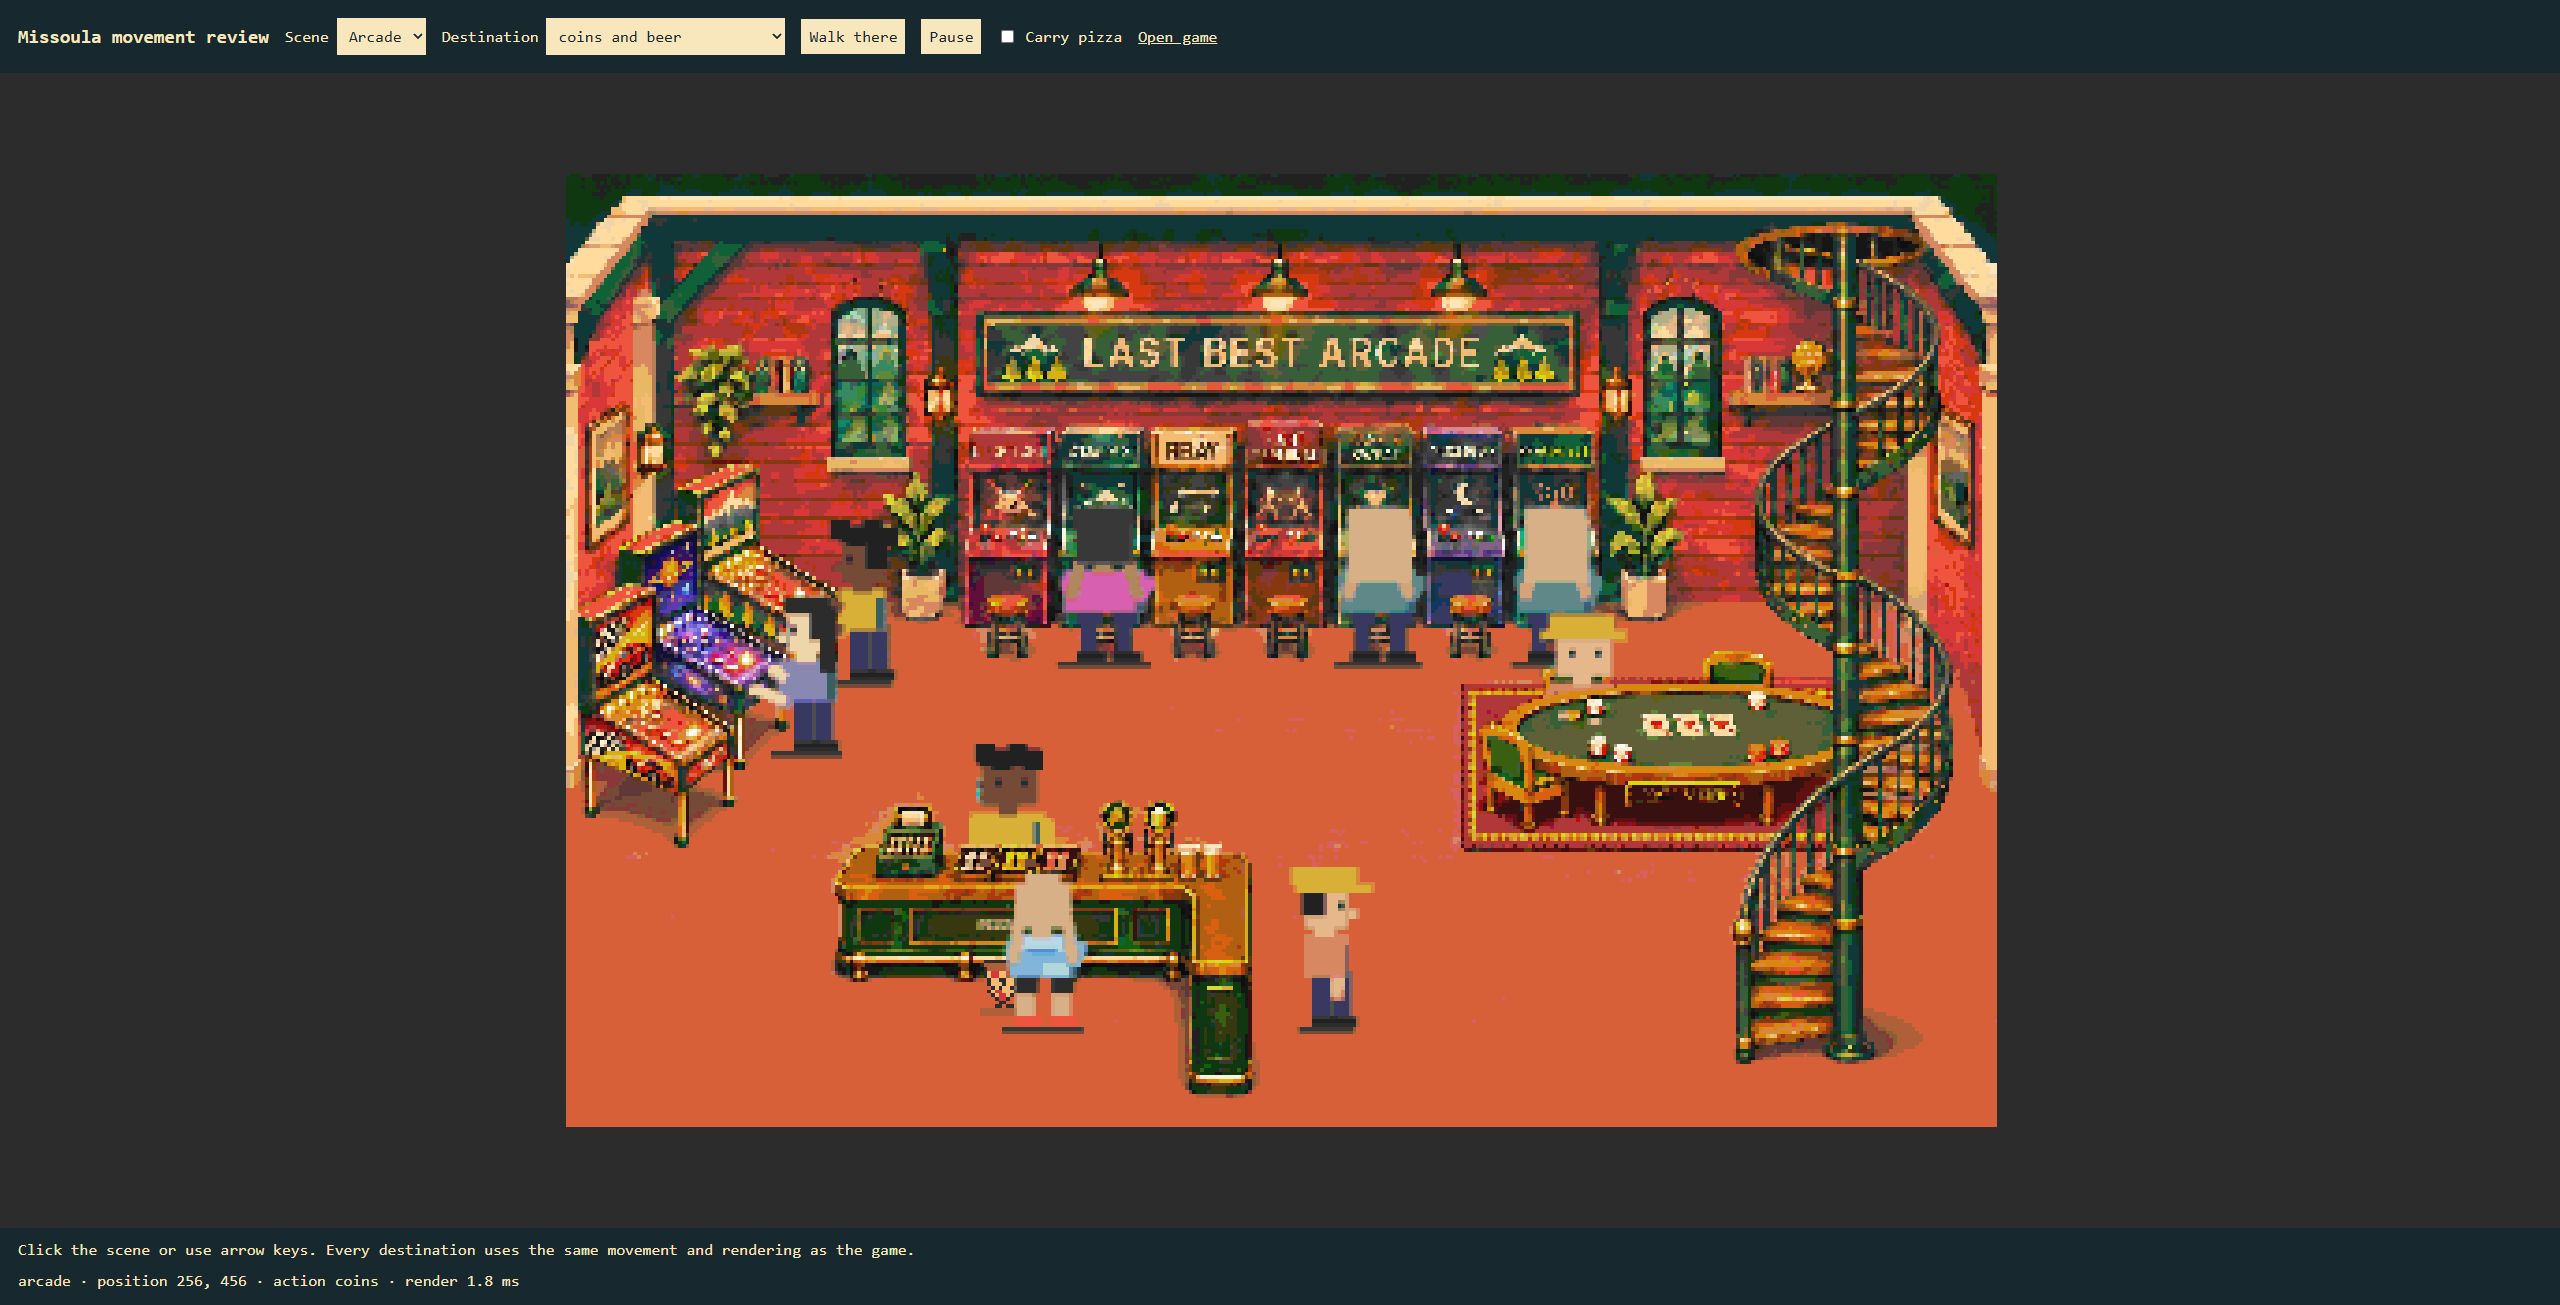 Missoula movement review Scene Arcade Destination coins and beer Walk there Pause Carry pizza Open game
LAST BEST ARCADE
RELAY
Click the scene or use arrow keys. Every destination uses the same movement and rendering as the game.
arcade · position 256, 456 · action coins · render 1.8 ms